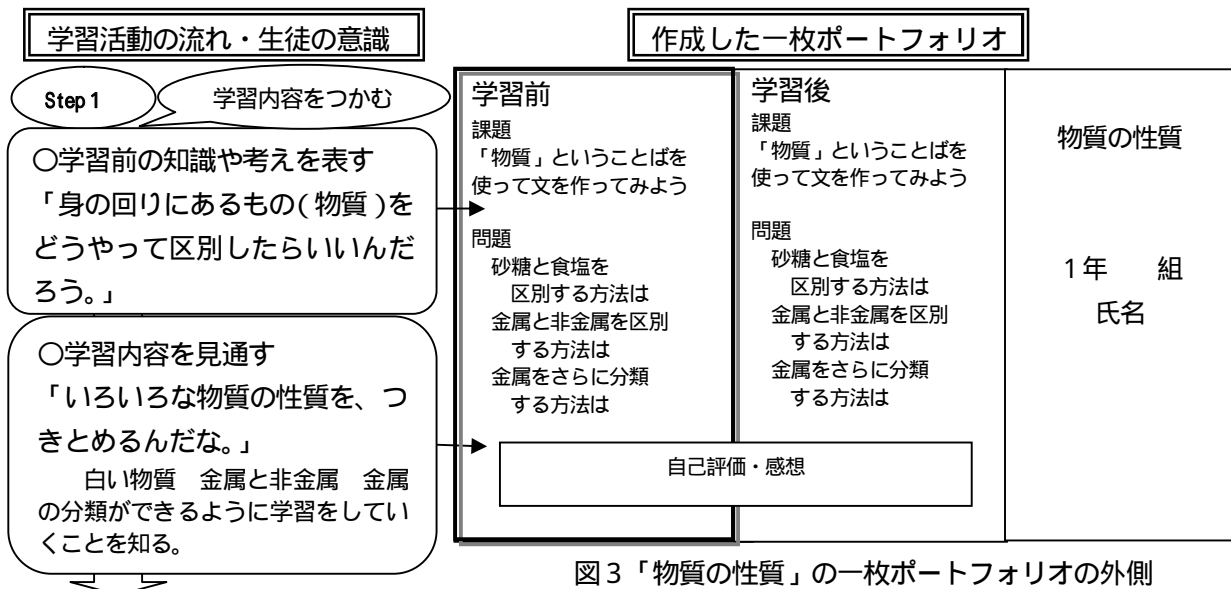 学習活動の流れ・生徒の意識
Step 1
学習内容をつかむ
○学習前の知識や考えを表す
「身の回りにあるもの(物質)を
どうやって区別したらいいんだ
ろう。」
○学習内容を見通す
「いろいろな物質の性質を、つ
きとめるんだな。」
白い物質 金属と非金属 金属
の分類ができるように学習をしてい
くことを知る。
作成した一枚ポートフォリオ
学習前
課題
「物質」ということばを
使って文を作ってみよう
問題
砂糖と食塩を
区別する方法は
金属と非金属を区別
する方法は
金属をさらに分類
する方法は
学習後
課題
「物質」ということばを
使って文を作ってみよう
問題
砂糖と食塩を
区別する方法は
金属と非金属を区別
する方法は
金属をさらに分類
する方法は
自己評価・感想
物質の性質
1年 組
氏名
図3「物質の性質」の一枚ポートフォリオの外側